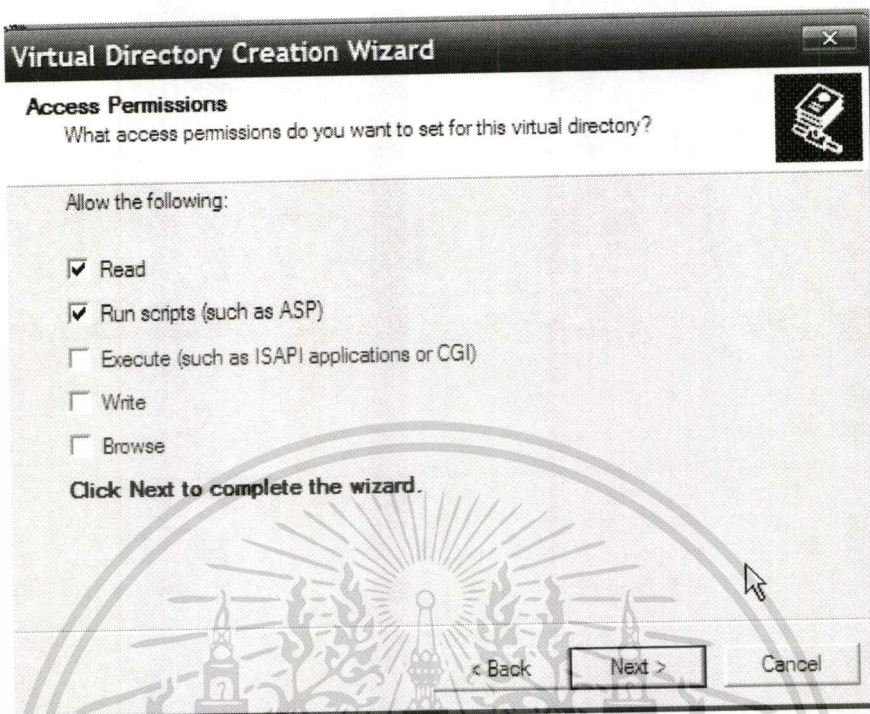 Virtual Directory Creation Wizard
Access Permissions
What access permissions do you want to set for this virtual directory?
Allow the following:
Read
Run scripts (such as ASP)
Execute (such as ISAPI applications or CGI)
Write
Browse
Click Next to complete the wizard.
< Back Next > Cancel